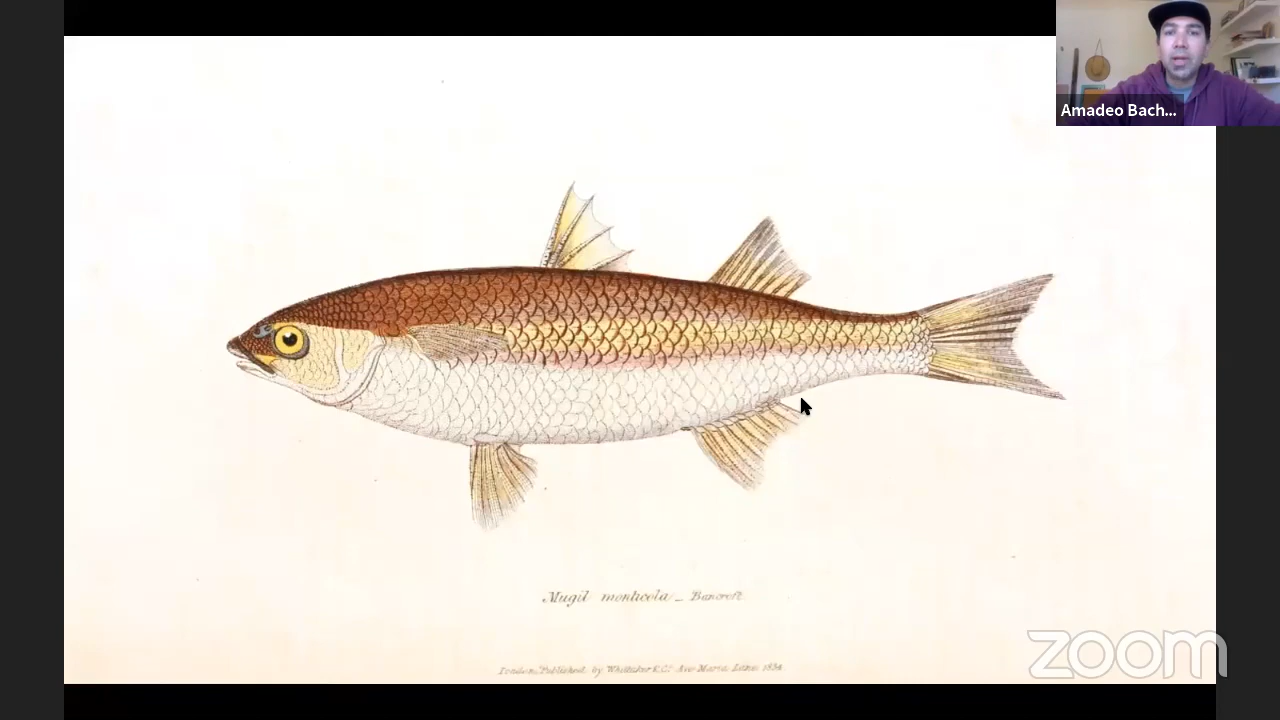 Amadeo Bach...
Mugil monticola _ Bancroft.
London, Published, by Whittaker & Co. Ave Maria Lane. 1834.
zoom